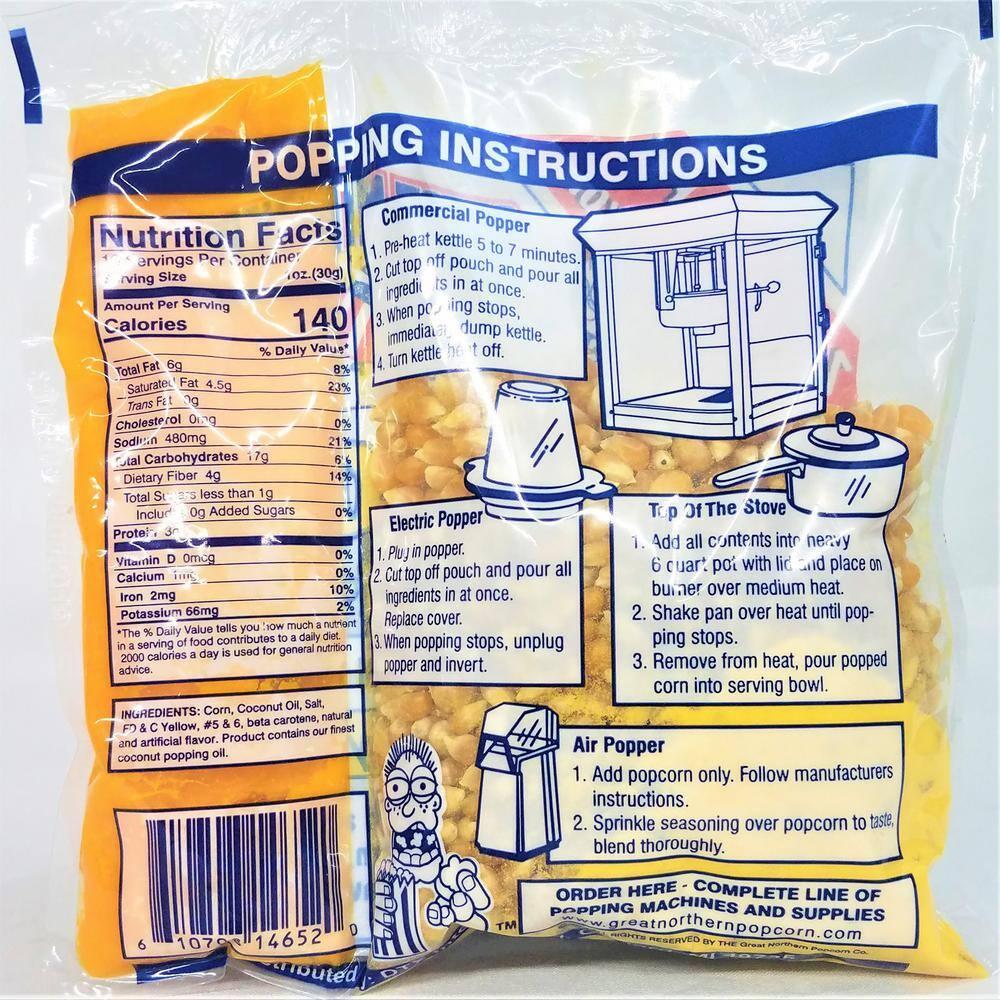 POPPING INSTRUCTIONS
Nutrition Facts
Servings Per Container
Serving Size 1oz.(30g)
Amount Per Serving
Calories 140
% Daily Value*
Total Fat 6g 8%
Saturated Fat 4.5g 23%
Trans Fat 0g
Cholesterol 0mg 0%
Sodium 480mg 21%
Total Carbohydrates 17g 6%
Dietary Fiber 4g 14%
Total Sugars less than 1g
Includes 0g Added Sugars 0%
Protein 3g
Vitamin D 0mcg 0%
Calcium 1mg 0%
Iron 2mg 10%
Potassium 66mg 2%
*The % Daily Value tells you how much a nutrient
in a serving of food contributes to a daily diet.
2000 calories a day is used for general nutrition
advice.
INGREDIENTS: Corn, Coconut Oil, Salt,
FD & C Yellow, #5 & 6, beta carotene, natural
and artificial flavor. Product contains our finest
coconut popping oil.
6 14652 0
Commercial Popper
1. Pre-heat kettle 5 to 7 minutes.
2. Cut top off pouch and pour all
ingredients in at once.
3. When popping stops,
immediately dump kettle.
4. Turn kettle heat off.
Electric Popper
1. Plug in popper.
2. Cut top off pouch and pour all
ingredients in at once.
Replace cover.
3. When popping stops, unplug
popper and invert.
Top Of The Stove
1. Add all contents into heavy
6 quart pot with lid and place on
burner over medium heat.
2. Shake pan over heat until pop-
ping stops.
3. Remove from heat, pour popped
corn into serving bowl.
Air Popper
1. Add popcorn only. Follow manufacturers
instructions.
2. Sprinkle seasoning over popcorn to taste,
blend thoroughly.
TM
ORDER HERE - COMPLETE LINE OF
POPPING MACHINES AND SUPPLIES
www.greatnorthernpopcorn.com
RIGHTS RESERVED BY THE Great Northern Popcorn Co.